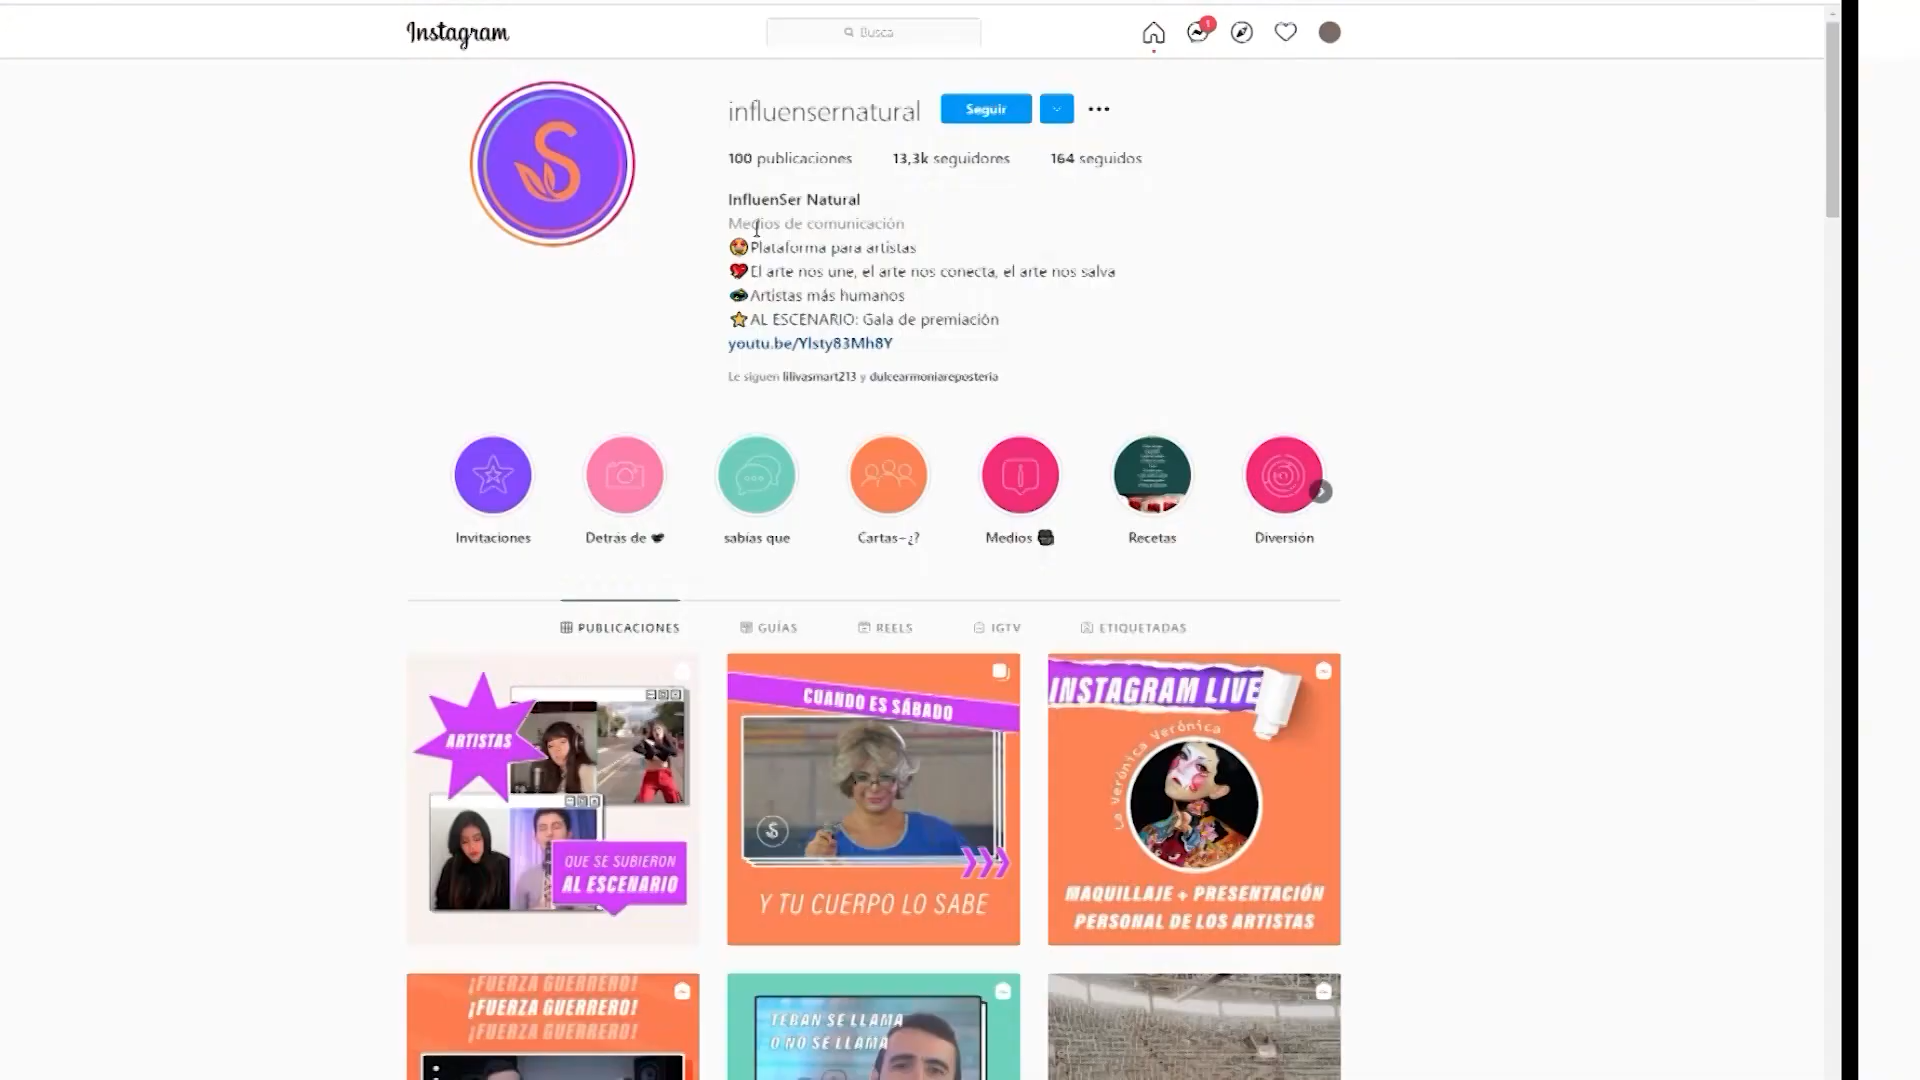 Instagram
Busca
1
influensernatural
Seguir
100 publicaciones
13,3k seguidores
164 seguidos
InfluenSer Natural
Medios de comunicación
Plataforma para artistas
El arte nos une, el arte nos conecta, el arte nos salva
Artistas más humanos
AL ESCENARIO: Gala de premiación
youtu.be/Ylsty83Mh8Y
Le siguen lilivasmart213 y dulcearmoniareposteria
Invitaciones
Detrás de
sabías que
Cartas-¿?
Medios
Recetas
Diversión
PUBLICACIONES
GUÍAS
REELS
IGTV
ETIQUETADAS
ARTISTAS
QUE SE SUBIERON
AL ESCENARIO
CUANDO ES SÁBADO
Y TU CUERPO LO SABE
INSTAGRAM LIVE
La Verónica Verónica
MAQUILLAJE + PRESENTACIÓN
PERSONAL DE LOS ARTISTAS
¡FUERZA GUERRERO!
¡FUERZA GUERRERO!
¡FUERZA GUERRERO!
TEBAN SE LLAMA
O NO SE LLAMA